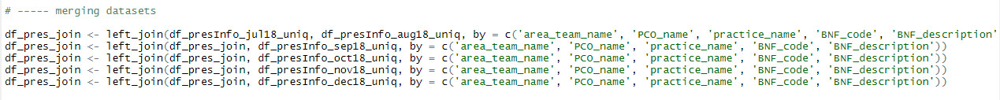 # ----- merging datasets
df_pres_join <- left_join(df_presInfo_jul18_uniq, df_presInfo_aug18_uniq, by = c('area_team_name', 'PCO_name', 'practice_name', 'BNF_code', 'BNF_description'
df_pres_join <- left_join(df_pres_join, df_presInfo_sep18_uniq, by = c('area_team_name', 'PCO_name', 'practice_name', 'BNF_code', 'BNF_description'))
df_pres_join <- left_join(df_pres_join, df_presInfo_oct18_uniq, by = c('area_team_name', 'PCO_name', 'practice_name', 'BNF_code', 'BNF_description'))
df_pres_join <- left_join(df_pres_join, df_presInfo_nov18_uniq, by = c('area_team_name', 'PCO_name', 'practice_name', 'BNF_code', 'BNF_description'))
df_pres_join <- left_join(df_pres_join, df_presInfo_dec18_uniq, by = c('area_team_name', 'PCO_name', 'practice_name', 'BNF_code', 'BNF_description'))